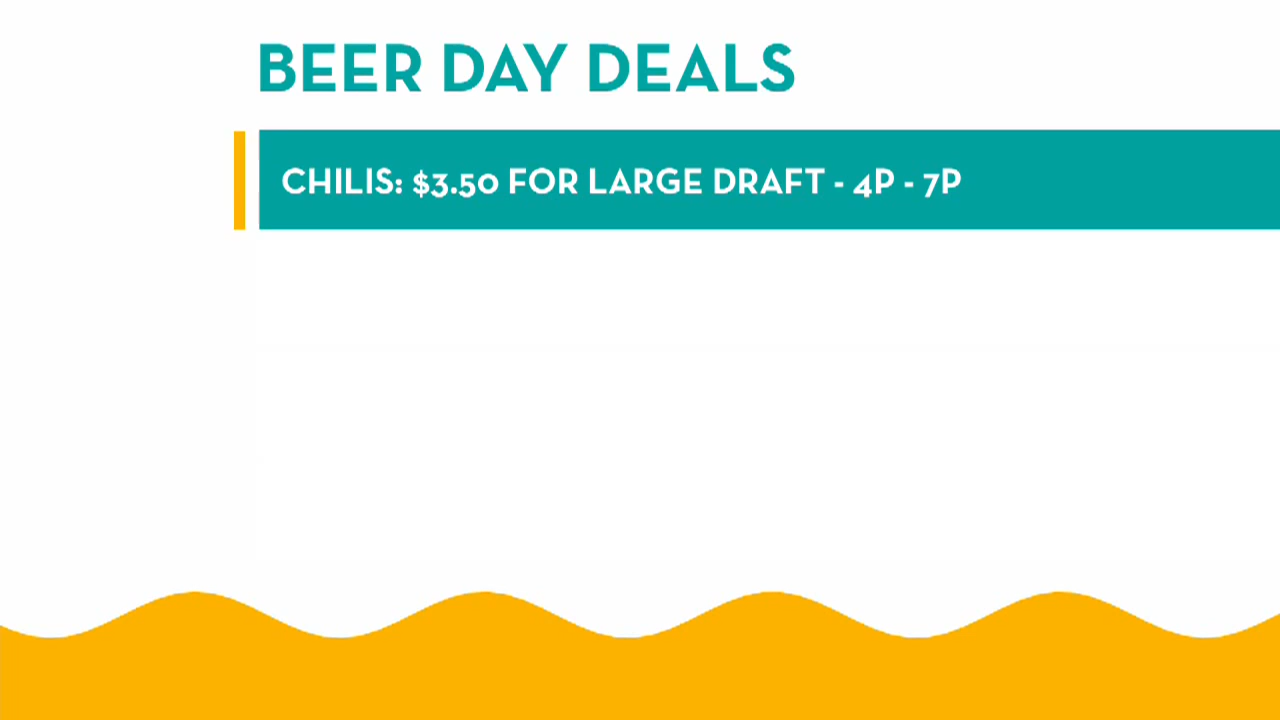 BEER DAY DEALS
CHILIS: $3.50 FOR LARGE DRAFT - 4P - 7P